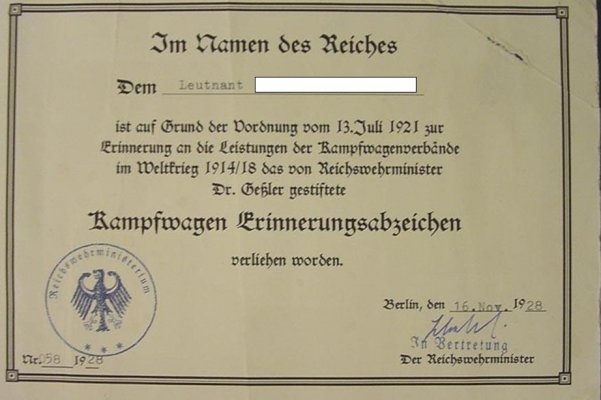 Im Namen des Reiches
Dem Leutnant
ist auf Grund der Vordnung vom 13. Juli 1921 zur
Erinnerung an die Leistungen der Kampfwagenverbände
im Weltkrieg 1914/18 das von Reichswehrminister
Dr. Geßler gestiftete
Kampfwagen Erinnerungsabzeichen
verliehen worden.
Reichswehrministerium
Berlin, den 16. Nov. 1928
In Vertretung
Der Reichswehrminister
Nr. 058 1928